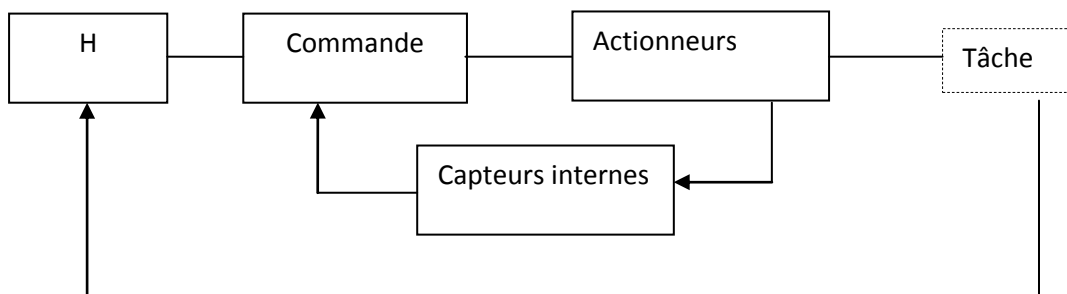 H
Commande
Actionneurs
Tâche
Capteurs internes